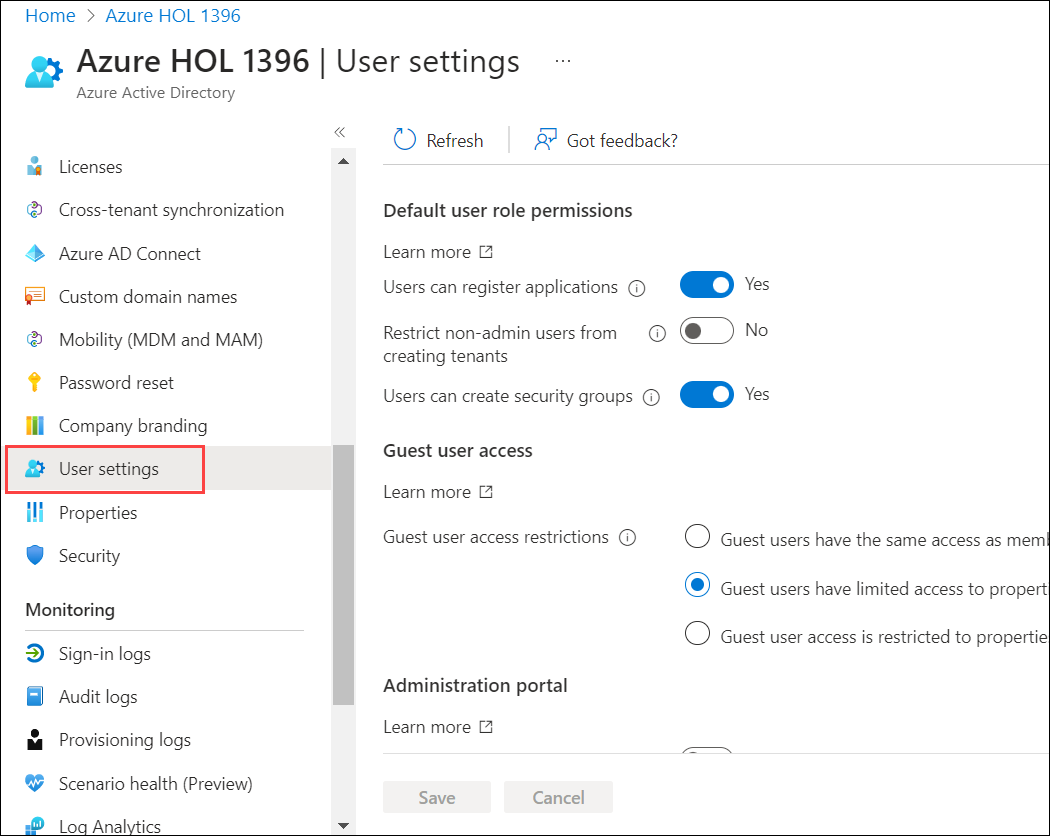 Home > Azure HOL 1396
Azure HOL 1396 | User settings ...
Azure Active Directory
«
Licenses
Cross-tenant synchronization
Azure AD Connect
Custom domain names
Mobility (MDM and MAM)
Password reset
Company branding
User settings
Properties
Security
Monitoring
Sign-in logs
Audit logs
Provisioning logs
Scenario health (Preview)
Log Analytics
Refresh | Got feedback?
Default user role permissions
Learn more
Users can register applications Yes
Restrict non-admin users from No
creating tenants
Users can create security groups Yes
Guest user access
Learn more
Guest user access restrictions
Guest users have the same access as mem
Guest users have limited access to propert
Guest user access is restricted to propertie
Administration portal
Learn more
Save Cancel